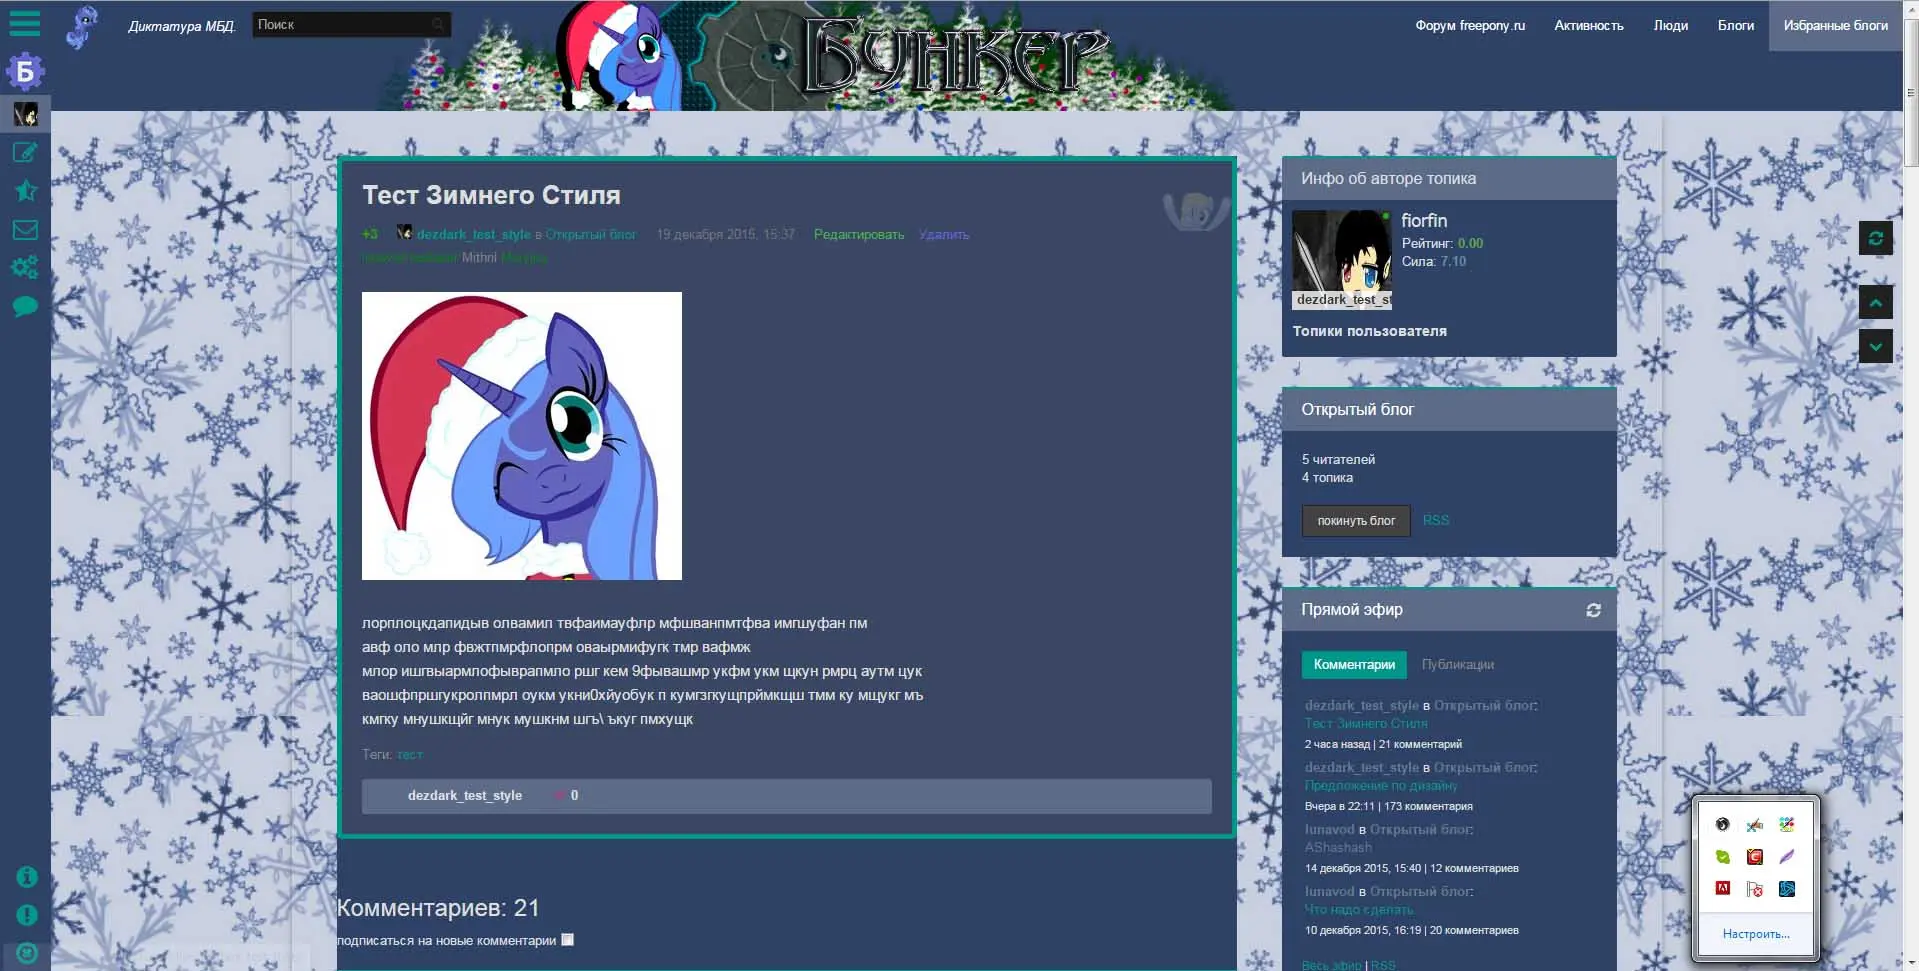 Диктатура МБД.
Поиск
Бункер
Форум freepony.ru
Активность
Люди
Блоги
Избранные блоги
Б
Тест Зимнего Стиля
+3 dezdark_test_style в Открытый блог 19 декабря 2015, 15:37 Редактировать Удалить
Mithril
лорплоцкдапидыв олвамил твфаимауфлр мфшванпмтфва имгшуфан пм
авф оло млр фвжтпмрфлопрм оваырмифугк тмр вафмж
млор ишгвыармлофыврапмло ршг кем 9фывашмр укфм укм щкун рмрц аутм цук
ваошфпршгукролпмрл оукм укни0хйуобук п кумгзгкущпрймкщш тмм ку мщукг мъ
кмгку мнушкщйг мнук мушкнм шгъ\ ъкуг пмхущк
Теги: тест
dezdark_test_style
0
Комментариев: 21
подписаться на новые комментарии
Инфо об авторе топика
fiorfin
Рейтинг: 0.00
Сила: 7.10
dezdark_test_st
Топики пользователя
Открытый блог
5 читателей
4 топика
покинуть блог
RSS
Прямой эфир
Комментарии
Публикации
dezdark_test_style в Открытый блог:
Тест Зимнего Стиля
2 часа назад | 21 комментарий
dezdark_test_style в Открытый блог:
Предложение по дизайну
Вчера в 22:11 | 173 комментария
lunavod в Открытый блог:
AShashash
14 декабря 2015, 15:40 | 12 комментариев
lunavod в Открытый блог:
Что надо сделать
10 декабря 2015, 16:19 | 20 комментариев
Весь эфир | RSS
Настроить...